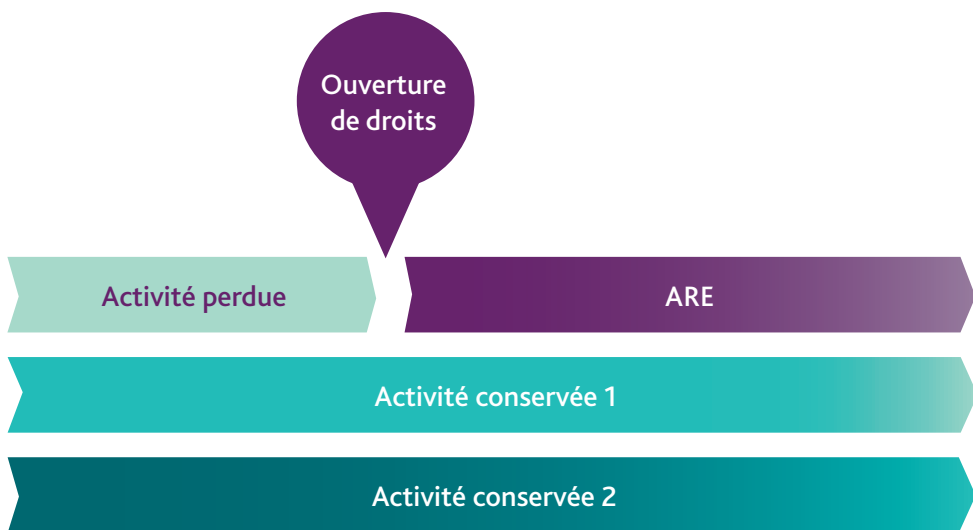 Ouverture
de droits
Activité perdue
ARE
Activité conservée 1
Activité conservée 2